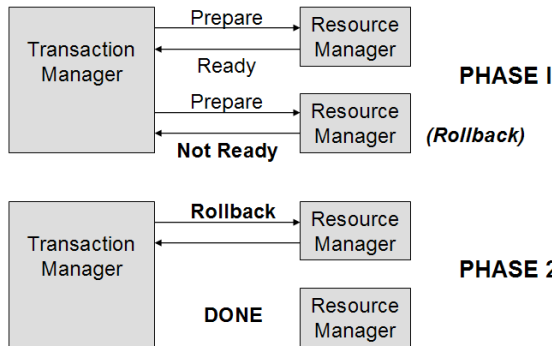 Prepare
Transaction
Manager
Resource
Manager
Ready
PHASE I
Prepare
Resource
Manager
(Rollback)
Not Ready
Rollback
Transaction
Manager
Resource
Manager
PHASE 2
DONE
Resource
Manager